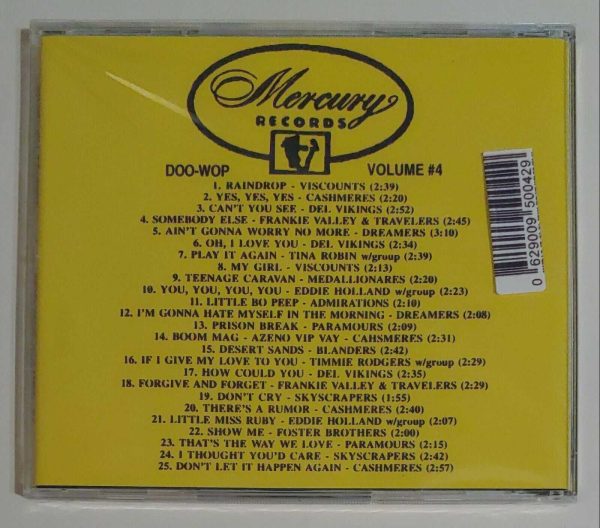 Mercury
RECORDS
DOO-WOP VOLUME #4
1. RAINDROP - VISCOUNTS (2:39)
2. YES, YES, YES - CASHMERES (2:20)
3. CAN'T YOU SEE - DEL VIKINGS (2:52)
4. SOMEBODY ELSE - FRANKIE VALLEY & TRAVELERS (2:45)
5. AIN'T GONNA WORRY NO MORE - DREAMERS (3:10)
6. OH, I LOVE YOU - DEL VIKINGS (2:34)
7. PLAY IT AGAIN - TINA ROBIN w/group (2:39)
8. MY GIRL - VISCOUNTS (2:13)
9. TEENAGE CARAVAN - MEDALLIONARES (2:20)
10. YOU, YOU, YOU, YOU - EDDIE HOLLAND w/group (2:23)
11. LITTLE BO PEEP - ADMIRATIONS (2:10)
12. I'M GONNA HATE MYSELF IN THE MORNING - DREAMERS (2:08)
13. PRISON BREAK - PARAMOURS (2:09)
14. BOOM MAG - AZENO VIP VAY - CAHSMERES (2:31)
15. DESERT SANDS - BLANDERS (2:42)
16. IF I GIVE MY LOVE TO YOU - TIMMIE RODGERS w/group (2:29)
17. HOW COULD YOU - DEL VIKINGS (2:35)
18. FORGIVE AND FORGET - FRANKIE VALLEY & TRAVELERS (2:29)
19. DON'T CRY - SKYSCRAPERS (1:55)
20. THERE'S A RUMOR - CASHMERES (2:40)
21. LITTLE MISS RUBY - EDDIE HOLLAND w/group (2:07)
22. SHOW ME - FOSTER BROTHERS (2:00)
23. THAT'S THE WAY WE LOVE - PARAMOURS (2:15)
24. I THOUGHT YOU'D CARE - SKYSCRAPERS (2:42)
25. DON'T LET IT HAPPEN AGAIN - CASHMERES (2:57)
0 629009 500429